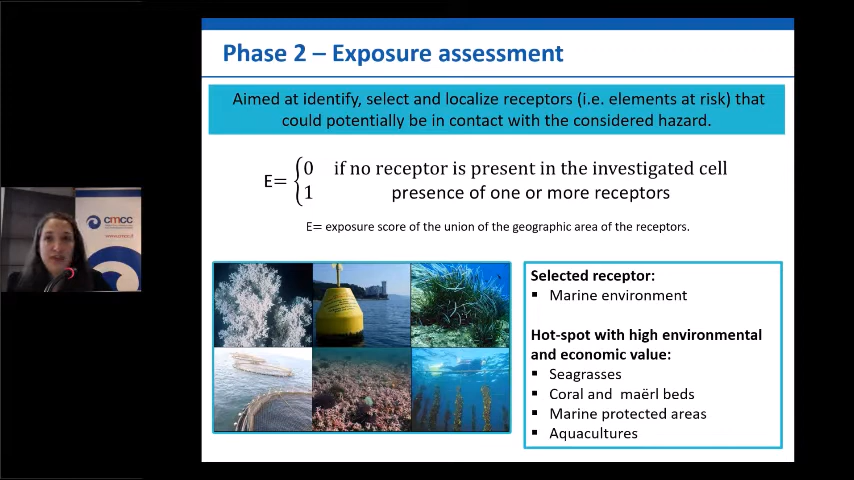 Phase 2 – Exposure assessment
Aimed at identify, select and localize receptors (i.e. elements at risk) that
could potentially be in contact with the considered hazard.
E= { 0 if no receptor is present in the investigated cell
1 presence of one or more receptors
E= exposure score of the union of the geographic area of the receptors.
cmcc
Selected receptor:
▪ Marine environment
Hot-spot with high environmental
and economic value:
▪ Seagrasses
▪ Coral and maërl beds
▪ Marine protected areas
▪ Aquacultures